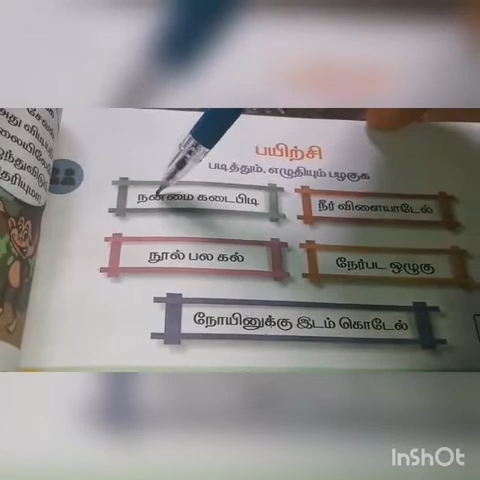 பயிற்சி
படித்தும், எழுதியும் பழகுக
நன்மை கடைபிடி
நீர் விளையாடேல்
நூல் பல கல்
நேர்பட ஒழுகு
நோயினுக்கு இடம் கொடேல்
InShOt